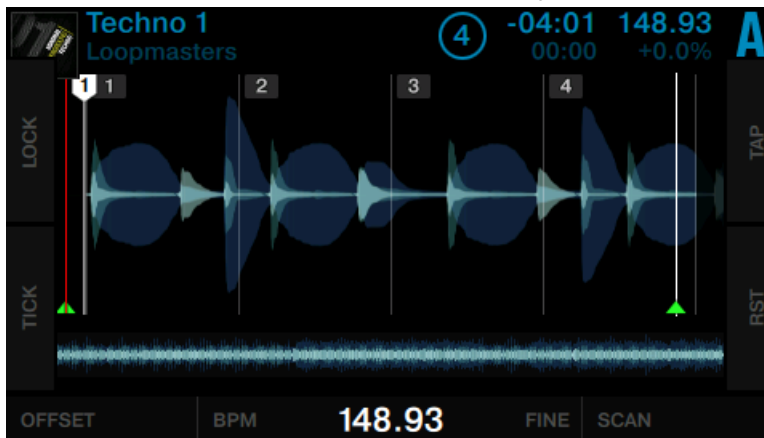 Techno 1
Loopmasters
4
-04:01 148.93
00:00 +0.0%
A
LOCK
TICK
1 1 2 3 4
TAP
RST
OFFSET BPM 148.93 FINE SCAN